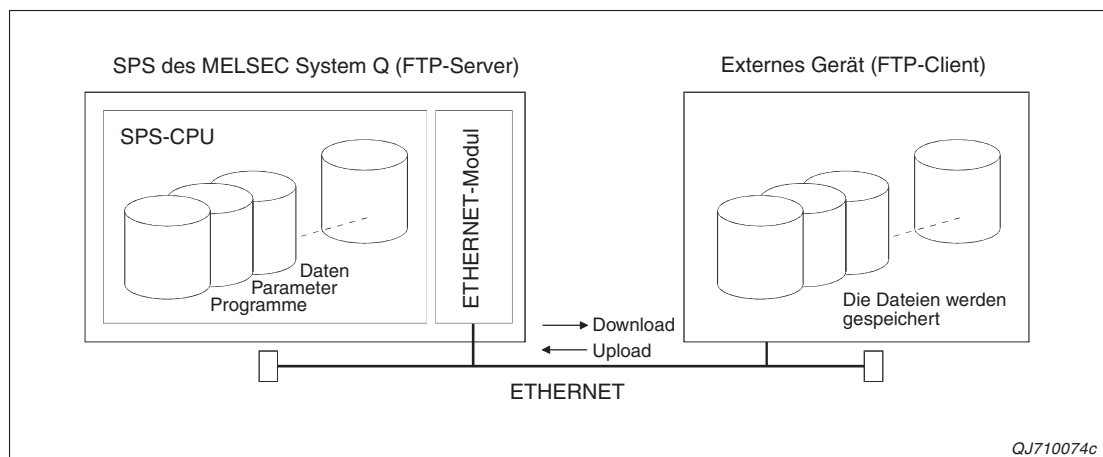 SPS des MELSEC System Q (FTP-Server)
Externes Gerät (FTP-Client)
SPS-CPU
ETHERNET-Modul
Daten
Parameter
Programme
Die Dateien werden
gespeichert
Download
Upload
ETHERNET
QJ710074c